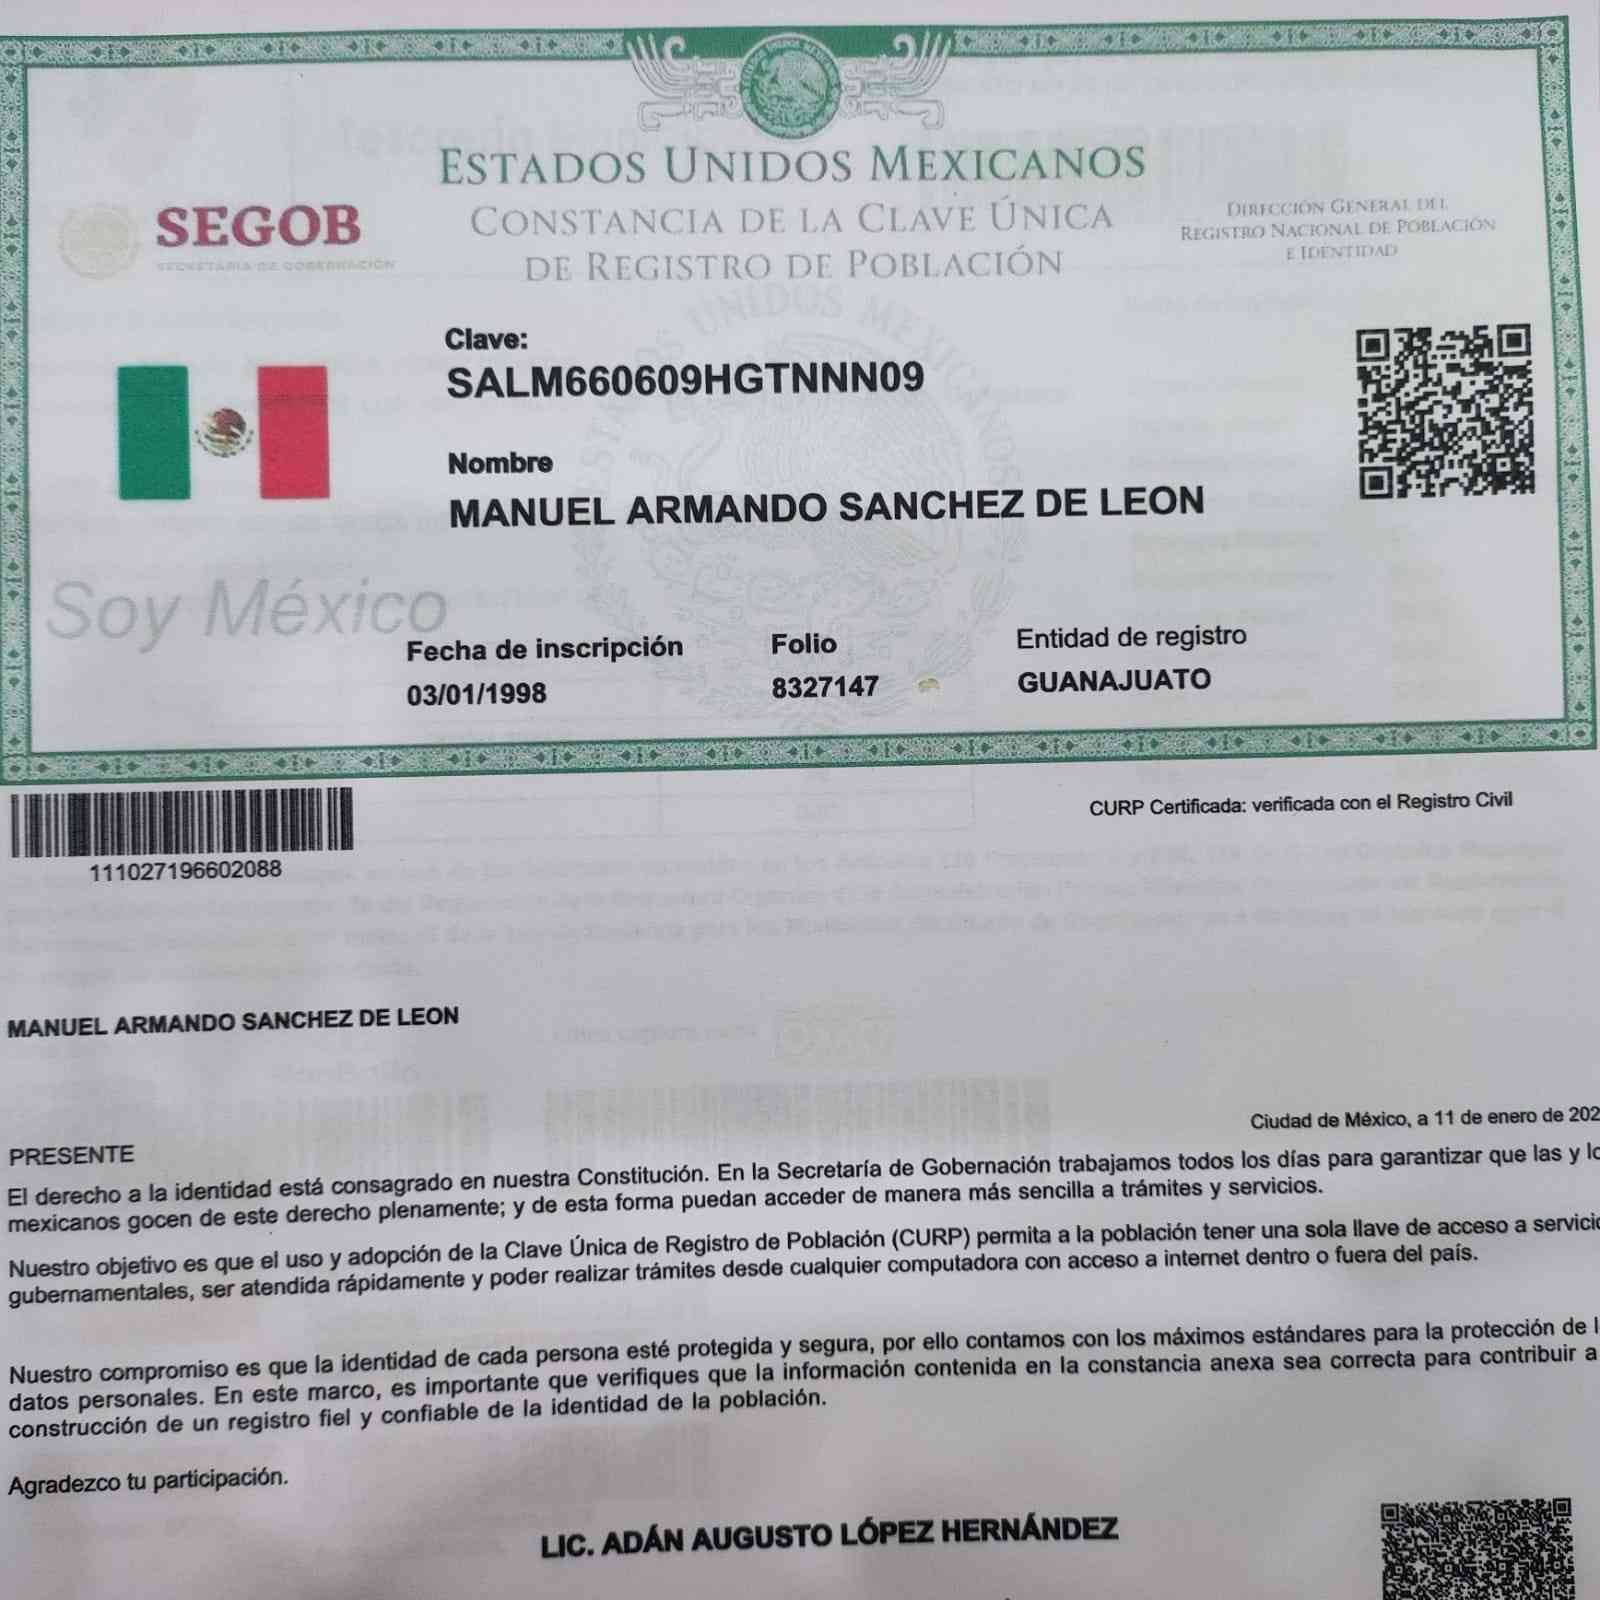 ESTADOS UNIDOS MEXICANOS
CONSTANCIA DE LA CLAVE ÚNICA
DE REGISTRO DE POBLACIÓN
SEGOB
SECRETARÍA DE GOBERNACIÓN
DIRECCIÓN GENERAL DEL
REGISTRO NACIONAL DE POBLACIÓN
E IDENTIDAD
ESTADOS UNIDOS MEXICANOS
Clave:
SALM660609HGTNNN09
Nombre
MANUEL ARMANDO SANCHEZ DE LEON
Soy México
Fecha de inscripción Folio Entidad de registro
03/01/1998 8327147 GUANAJUATO
111027196602088
CURP Certificada: verificada con el Registro Civil
MANUEL ARMANDO SANCHEZ DE LEON
Ciudad de México, a 11 de enero de 202
PRESENTE
El derecho a la identidad está consagrado en nuestra Constitución. En la Secretaría de Gobernación trabajamos todos los días para garantizar que las y lo
mexicanos gocen de este derecho plenamente; y de esta forma puedan acceder de manera más sencilla a trámites y servicios.
Nuestro objetivo es que el uso y adopción de la Clave Única de Registro de Población (CURP) permita a la población tener una sola llave de acceso a servicio
gubernamentales, ser atendida rápidamente y poder realizar trámites desde cualquier computadora con acceso a internet dentro o fuera del país.
Nuestro compromiso es que la identidad de cada persona esté protegida y segura, por ello contamos con los máximos estándares para la protección de l
datos personales. En este marco, es importante que verifiques que la información contenida en la constancia anexa sea correcta para contribuir a
construcción de un registro fiel y confiable de la identidad de la población.
Agradezco tu participación.
LIC. ADÁN AUGUSTO LÓPEZ HERNÁNDEZ